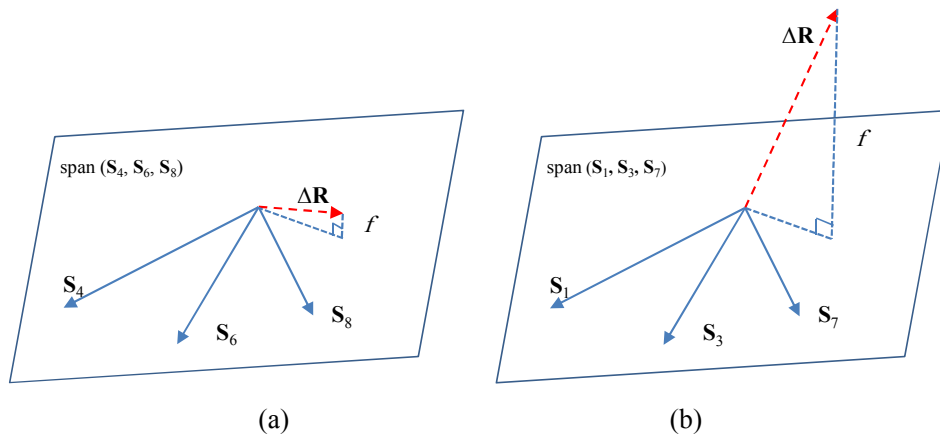 ΔR
span (S₄, S₆, S₈)
ΔR
f
S₄
S₆
S₈
(a)
span (S₁, S₃, S₇)
f
S₁
S₃
S₇
(b)